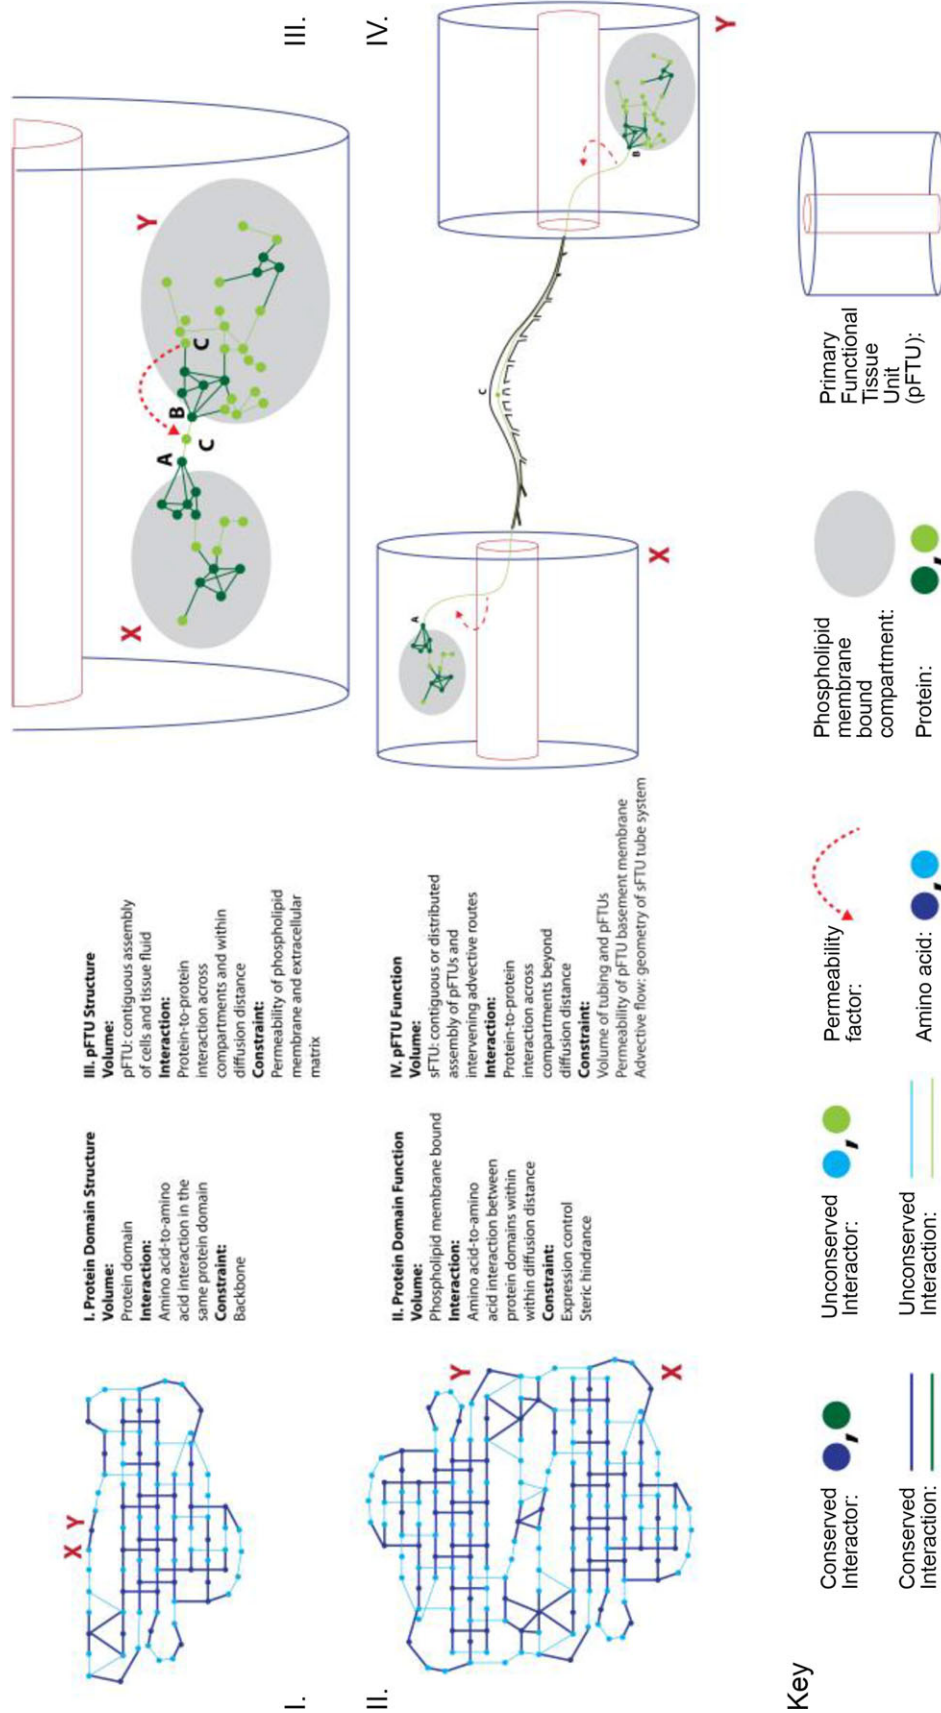 X Y
I.
I. Protein Domain Structure
Volume:
Protein domain
Interaction:
Amino acid-to-amino
acid interaction in the
same protein domain
Constraint:
Backbone
III. pFTU Structure
Volume:
pFTU: contiguous assembly
of cells and tissue fluid
Interaction:
Protein-to-protein
interaction across
compartments and within
diffusion distance
Constraint:
Permeability of phospholipid
membrane and extracellular
matrix
X
Y
A
B
C
C
III.
Y
X
II.
II. Protein Domain Function
Volume:
Phospholipid membrane bound
Interaction:
Amino acid-to-amino
acid interaction between
protein domains within
within diffusion distance
Constraint:
Expression control
Steric hindrance
IV. pFTU Function
Volume:
sFTU: contiguous or distributed
assembly of pFTUs and
intervening advective routes
Interaction:
Protein-to-protein
interaction across
compartments beyond
diffusion distance
Constraint:
Volume of tubing and pFTUs
Permeability of pFTU basement membrane
Advective flow: geometry of sFTU tube system
IV.
A
C
B
X
Y
Key
Conserved
Interactor:
,
Unconserved
Interactor:
,
Permeability
factor:
Phospholipid
membrane
bound
compartment:
Primary
Functional
Tissue
Unit
(pFTU):
Conserved
Interaction:
Unconserved
Interaction:
Amino acid:
,
Protein:
,